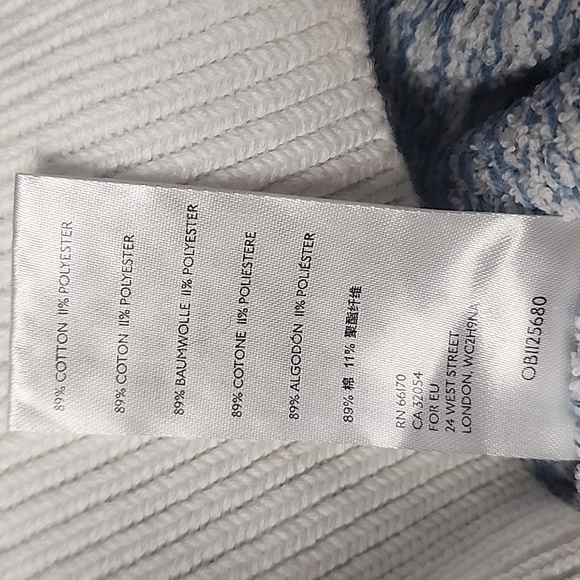 89% COTTON 11% POLYESTER
89% COTON 11% POLYESTER
89% BAUMWOLLE 11% POLYESTER
89% COTONE 11% POLIESTERE
89% ALGODÓN 11% POLIÉSTER
89% 棉 11% 聚酯纤维
RN 66170
CA 32054
FOR EU
24 WEST STREET,
LONDON, WC2H9NA
OB1125680